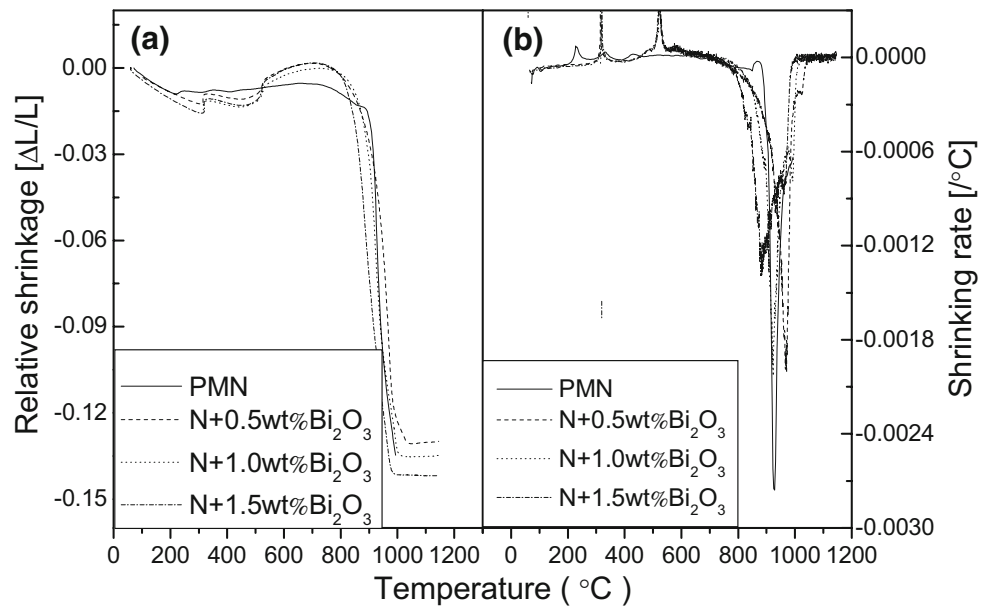 (a)
(b)
Relative shrinkage [ΔL/L]
0.00
-0.03
-0.06
-0.09
-0.12
-0.15
PMN
N+0.5wt%Bi₂O₃
N+1.0wt%Bi₂O₃
N+1.5wt%Bi₂O₃
0 200 400 600 800 1000 1200
PMN
N+0.5wt%Bi₂O₃
N+1.0wt%Bi₂O₃
N+1.5wt%Bi₂O₃
0 200 400 600 800 1000 1200
0.0000
-0.0006
-0.0012
-0.0018
-0.0024
-0.0030
Shrinking rate [/°C]
Temperature ( °C)